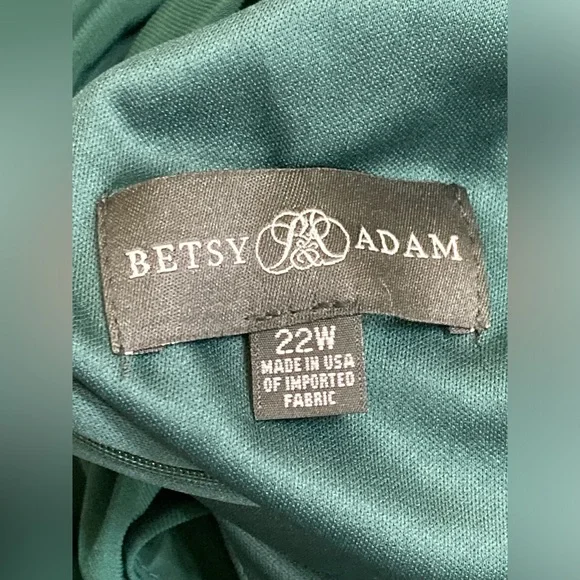 BETSY & ADAM
22W
MADE IN USA
OF IMPORTED
FABRIC